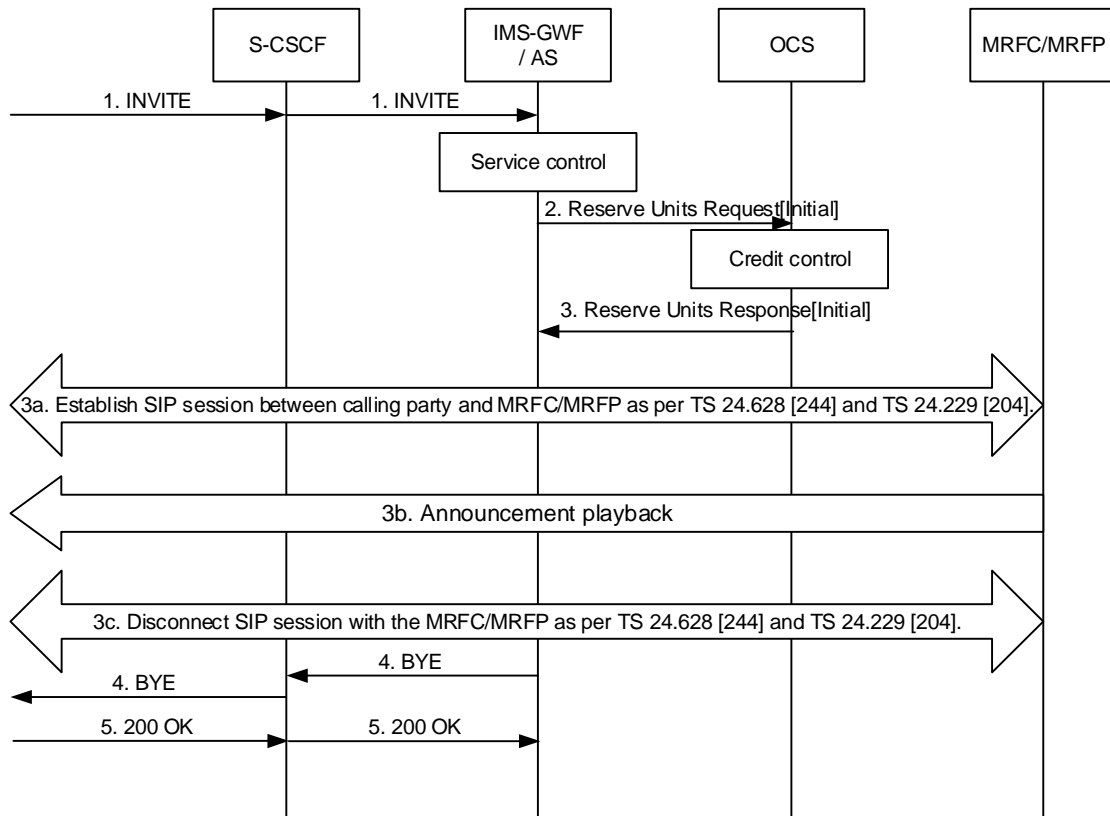 S-CSCF
IMS-GWF
/ AS
OCS
MRFC/MRFP
1. INVITE
1. INVITE
Service control
2. Reserve Units Request[Initial]
Credit control
3. Reserve Units Response[Initial]
3a. Establish SIP session between calling party and MRFC/MRFP as per TS 24.628 [244] and TS 24.229 [204].
3b. Announcement playback
3c. Disconnect SIP session with the MRFC/MRFP as per TS 24.628 [244] and TS 24.229 [204].
4. BYE
4. BYE
5. 200 OK
5. 200 OK